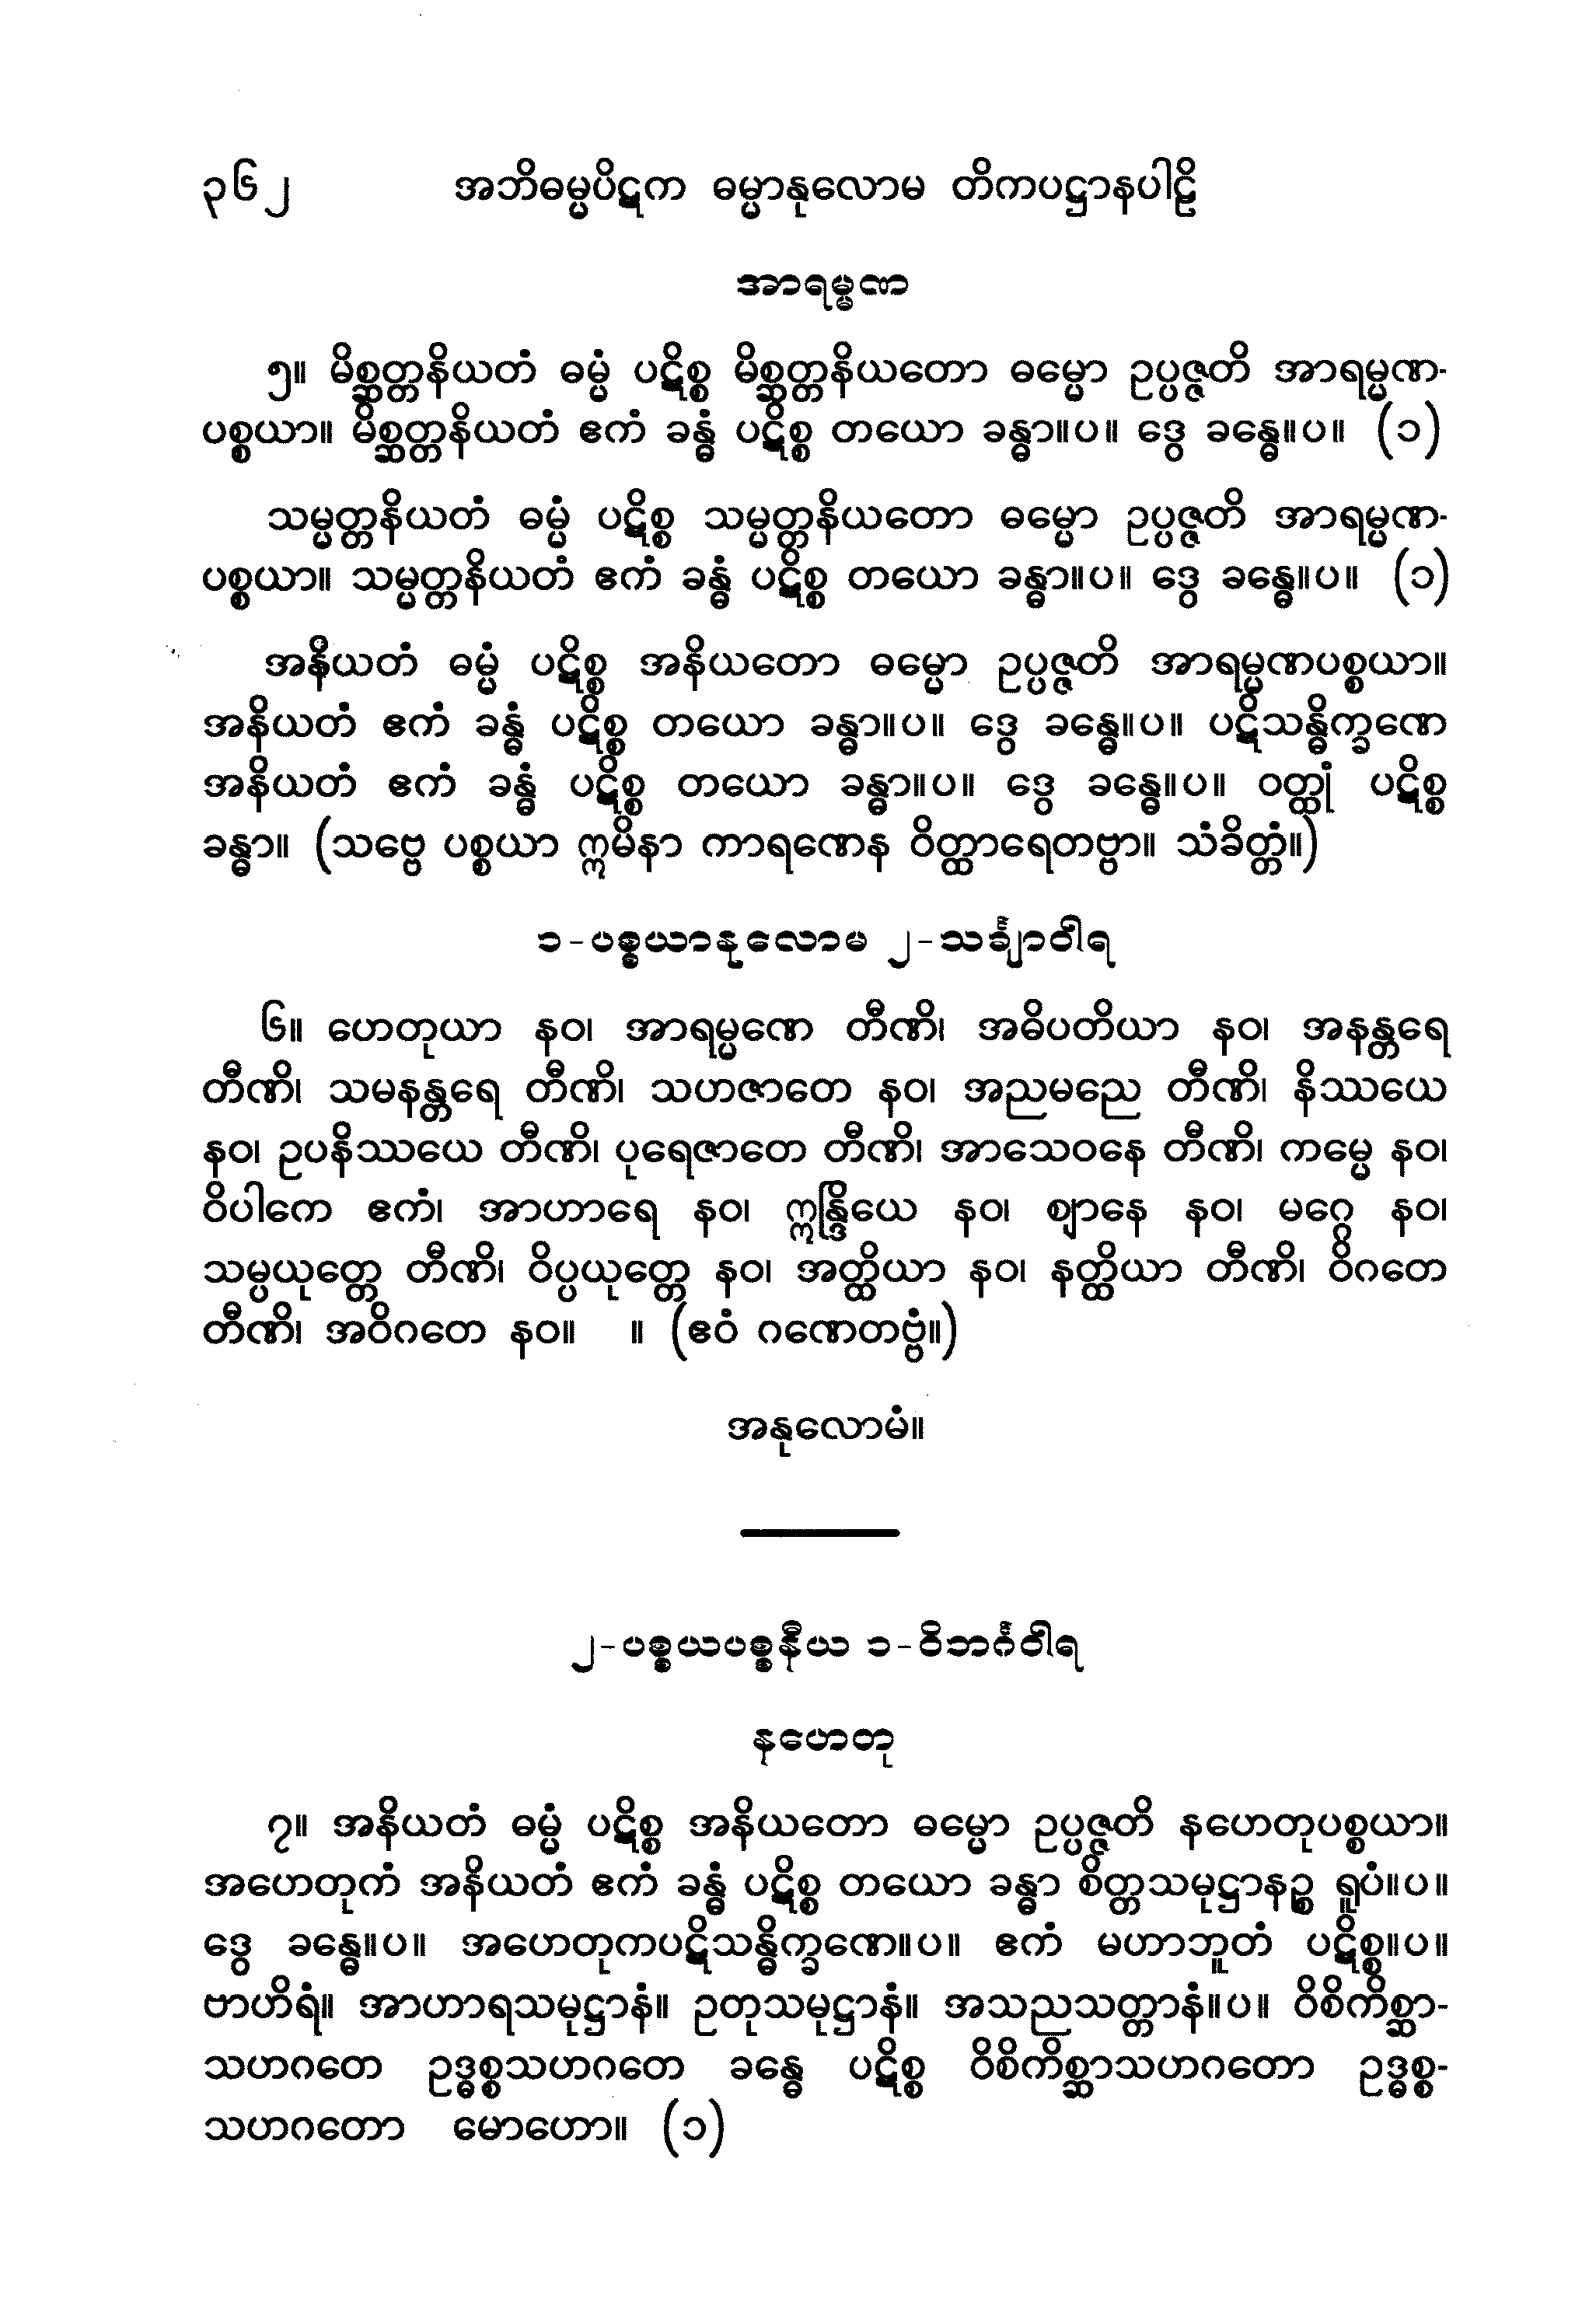 ၃၆၂ အဘိဓမ္မပိဋက ဓမ္မာနုလောမ တိကပဋ္ဌာနပါဠိ
အာရမ္မဏ
၅။ မိစ္ဆတ္တနိယတံ ဓမ္မံ ပဋိစ္စ မိစ္ဆတ္တနိယတော ဓမ္မော ဥပ္ပဇ္ဇတိ အာရမ္မဏ-
ပစ္စယာ။ မိစ္ဆတ္တနိယတံ ဧကံ ခန္ဓံ ပဋိစ္စ တယော ခန္ဓာ။ပ။ ဒွေ ခန္ဓေ။ပ။ (၁)
သမ္မတ္တနိယတံ ဓမ္မံ ပဋိစ္စ သမ္မတ္တနိယတော ဓမ္မော ဥပ္ပဇ္ဇတိ အာရမ္မဏ-
ပစ္စယာ။ သမ္မတ္တနိယတံ ဧကံ ခန္ဓံ ပဋိစ္စ တယော ခန္ဓာ။ပ။ ဒွေ ခန္ဓေ။ပ။ (၁)
အနိယတံ ဓမ္မံ ပဋိစ္စ အနိယတော ဓမ္မော ဥပ္ပဇ္ဇတိ အာရမ္မဏပစ္စယာ။
အနိယတံ ဧကံ ခန္ဓံ ပဋိစ္စ တယော ခန္ဓာ။ပ။ ဒွေ ခန္ဓေ။ပ။ ပဋိသန္ဓိက္ခဏေ
အနိယတံ ဧကံ ခန္ဓံ ပဋိစ္စ တယော ခန္ဓာ။ပ။ ဒွေ ခန္ဓေ။ပ။ ဝတ္ထုံ ပဋိစ္စ
ခန္ဓာ။ (သဗ္ဗေ ပစ္စယာ ဣမိနာ ကာရဏေန ဝိတ္ထာရေတဗ္ဗာ။ သံခိတ္တံ။)
၁-ပစ္စယာနုလောမ ၂-သင်္ချာဝါရ
၆။ ဟေတုယာ နဝ၊ အာရမ္မဏေ တီဏိ၊ အဓိပတိယာ နဝ၊ အနန္တရေ
တီဏိ၊ သမနန္တရေ တီဏိ၊ သဟဇာတေ နဝ၊ အညမညေ တီဏိ၊ နိဿယေ
နဝ၊ ဥပနိဿယေ တီဏိ၊ ပုရေဇာတေ တီဏိ၊ အာသေဝနေ တီဏိ၊ ကမ္မေ နဝ၊
ဝိပါကေ ဧကံ၊ အာဟာရေ နဝ၊ ဣန္ဒြိယေ နဝ၊ ဈာနေ နဝ၊ မဂ္ဂေ နဝ၊
သမ္ပယုတ္တေ တီဏိ၊ ဝိပ္ပယုတ္တေ နဝ၊ အတ္ထိယာ နဝ၊ နတ္ထိယာ တီဏိ၊ ဝိဂတေ
တီဏိ၊ အဝိဂတေ နဝ။ ။ (ဧဝံ ဂဏေတဗ္ဗံ။)
အနုလောမံ။
၂-ပစ္စယပစ္စနီယ ၁-ဝိဘင်္ဂဝါရ
နဟေတု
၇။ အနိယတံ ဓမ္မံ ပဋိစ္စ အနိယတော ဓမ္မော ဥပ္ပဇ္ဇတိ နဟေတုပစ္စယာ။
အဟေတုကံ အနိယတံ ဧကံ ခန္ဓံ ပဋိစ္စ တယော ခန္ဓာ စိတ္တသမုဋ္ဌာနဉ္စ ရူပံ။ပ။
ဒွေ ခန္ဓေ။ပ။ အဟေတုကပဋိသန္ဓိက္ခဏေ။ပ။ ဧကံ မဟာဘူတံ ပဋိစ္စ။ပ။
ဗာဟိရံ။ အာဟာရသမုဋ္ဌာနံ။ ဥတုသမုဋ္ဌာနံ။ အသညသတ္တာနံ။ပ။ ဝိစိကိစ္ဆာ-
သဟဂတေ ဥဒ္ဓစ္စသဟဂတေ ခန္ဓေ ပဋိစ္စ ဝိစိကိစ္ဆာသဟဂတော ဥဒ္ဓစ္စ-
သဟဂတော မောဟော။ (၁)